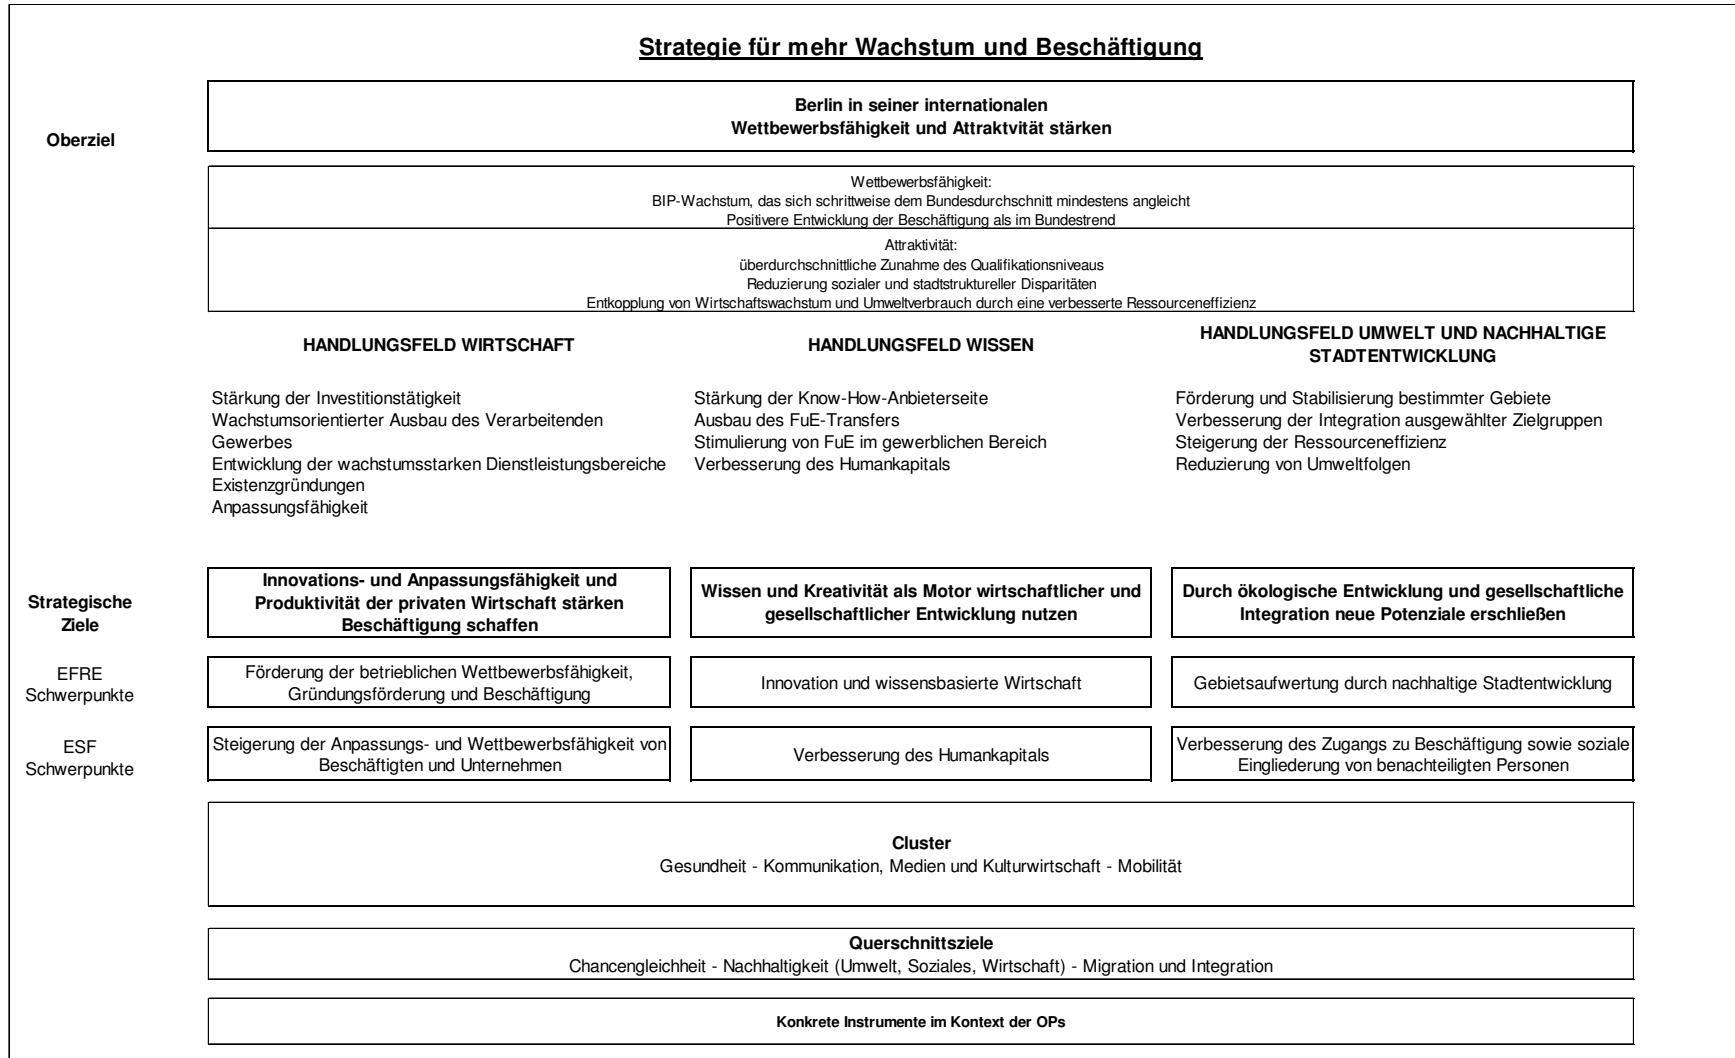 Strategie für mehr Wachstum und Beschäftigung
Oberziel
Berlin in seiner internationalen
Wettbewerbsfähigkeit und Attraktvität stärken
Wettbewerbsfähigkeit:
BIP-Wachstum, das sich schrittweise dem Bundesdurchschnitt mindestens angleicht
Positivere Entwicklung der Beschäftigung als im Bundestrend
Attraktivität:
überdurchschnittliche Zunahme des Qualifikationsniveaus
Reduzierung sozialer und stadtstruktureller Disparitäten
Entkopplung von Wirtschaftswachstum und Umweltverbrauch durch eine verbesserte Ressourceneffizienz
HANDLUNGSFELD WIRTSCHAFT
Stärkung der Investitionstätigkeit
Wachstumsorientierter Ausbau des Verarbeitenden
Gewerbes
Entwicklung der wachstumsstarken Dienstleistungsbereiche
Existenzgründungen
Anpassungsfähigkeit
HANDLUNGSFELD WISSEN
Stärkung der Know-How-Anbieterseite
Ausbau des FuE-Transfers
Stimulierung von FuE im gewerblichen Bereich
Verbesserung des Humankapitals
HANDLUNGSFELD UMWELT UND NACHHALTIGE
STADTENTWICKLUNG
Förderung und Stabilisierung bestimmter Gebiete
Verbesserung der Integration ausgewählter Zielgruppen
Steigerung der Ressourceneffizienz
Reduzierung von Umweltfolgen
Strategische
Ziele
Innovations- und Anpassungsfähigkeit und
Produktivität der privaten Wirtschaft stärken
Beschäftigung schaffen
Wissen und Kreativität als Motor wirtschaftlicher und
gesellschaftlicher Entwicklung nutzen
Durch ökologische Entwicklung und gesellschaftliche
Integration neue Potenziale erschließen
EFRE
Schwerpunkte
Förderung der betrieblichen Wettbewerbsfähigkeit,
Gründungsförderung und Beschäftigung
Innovation und wissensbasierte Wirtschaft
Gebietsaufwertung durch nachhaltige Stadtentwicklung
ESF
Schwerpunkte
Steigerung der Anpassungs- und Wettbewerbsfähigkeit von
Beschäftigten und Unternehmen
Verbesserung des Humankapitals
Verbesserung des Zugangs zu Beschäftigung sowie soziale
Eingliederung von benachteiligten Personen
Cluster
Gesundheit - Kommunikation, Medien und Kulturwirtschaft - Mobilität
Querschnittsziele
Chancengleichheit - Nachhaltigkeit (Umwelt, Soziales, Wirtschaft) - Migration und Integration
Konkrete Instrumente im Kontext der OPs